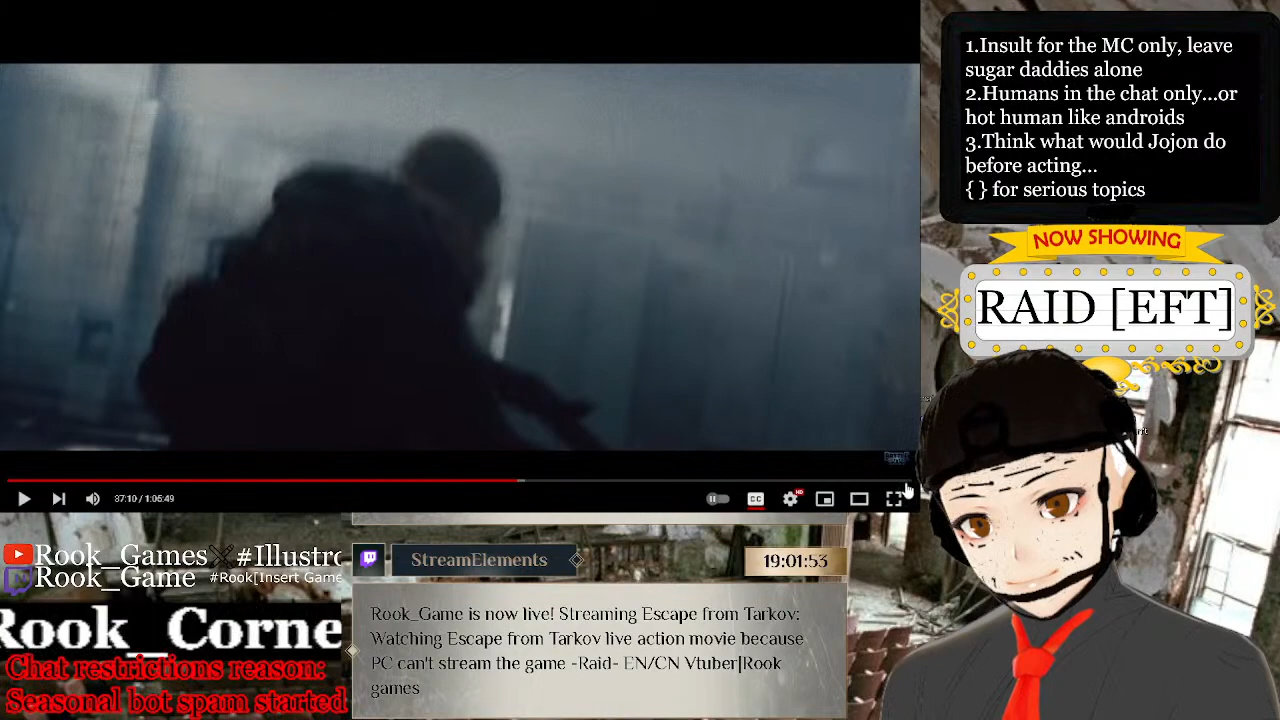 1.Insult for the MC only, leave
sugar daddies alone
2.Humans in the chat only...or
hot human like androids
3.Think what would Jojon do
before acting...
{ } for serious topics
NOW SHOWING
RAID [EFT]
37:10 / 1:06:49
CC
HD
Rook_Games #Illustr
Rook_Game #Rook[Insert Game
Rook_Corne
Chat restrictions reason:
Seasonal bot spam started
StreamElements
19:01:53
Rook_Game is now live! Streaming Escape from Tarkov:
Watching Escape from Tarkov live action movie because
PC can't stream the game -Raid- EN/CN Vtuber|Rook
games